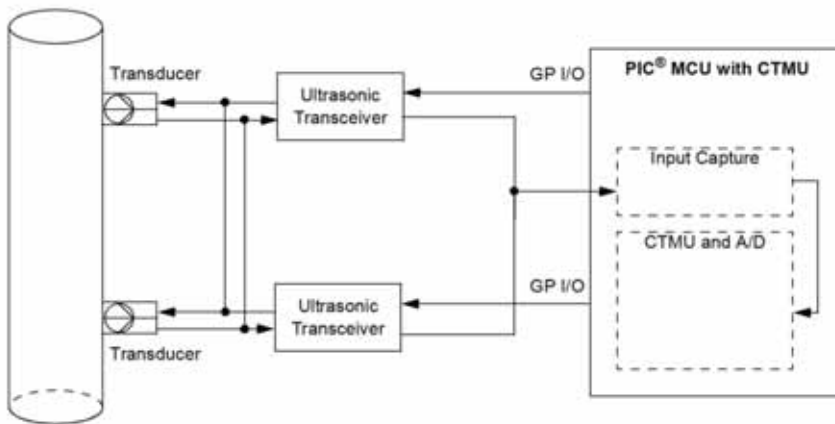 Transducer
Ultrasonic
Transceiver
GP I/O
PIC® MCU with CTMU
Input Capture
CTMU and A/D
GP I/O
Ultrasonic
Transceiver
Transducer